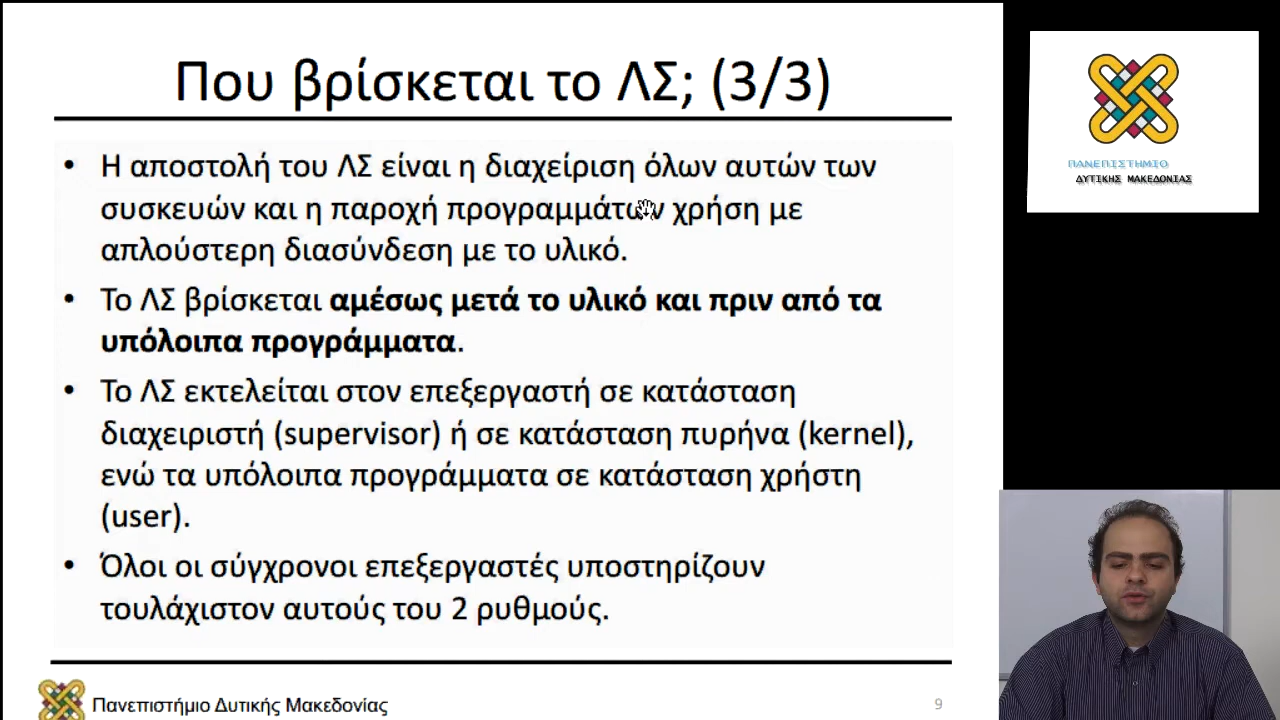 Που βρίσκεται το ΛΣ; (3/3)
• Η αποστολή του ΛΣ είναι η διαχείριση όλων αυτών των
συσκευών και η παροχή προγραμμάτων χρήση με
απλούστερη διασύνδεση με το υλικό.
• Το ΛΣ βρίσκεται αμέσως μετά το υλικό και πριν από τα
υπόλοιπα προγράμματα.
• Το ΛΣ εκτελείται στον επεξεργαστή σε κατάσταση
διαχειριστή (supervisor) ή σε κατάσταση πυρήνα (kernel),
ενώ τα υπόλοιπα προγράμματα σε κατάσταση χρήστη
(user).
• Όλοι οι σύγχρονοι επεξεργαστές υποστηρίζουν
τουλάχιστον αυτούς του 2 ρυθμούς.
Πανεπιστήμιο Δυτικής Μακεδονίας
9
ΠΑΝΕΠΙΣΤΗΜΙΟ
ΔΥΤΙΚΗΣ ΜΑΚΕΔΟΝΙΑΣ